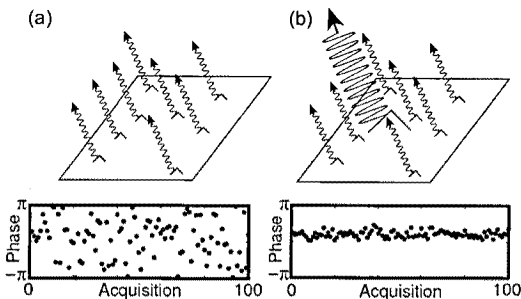 (a)
(b)
π
π
Phase
Phase
-π
-π
0
Acquisition
100
0
Acquisition
100